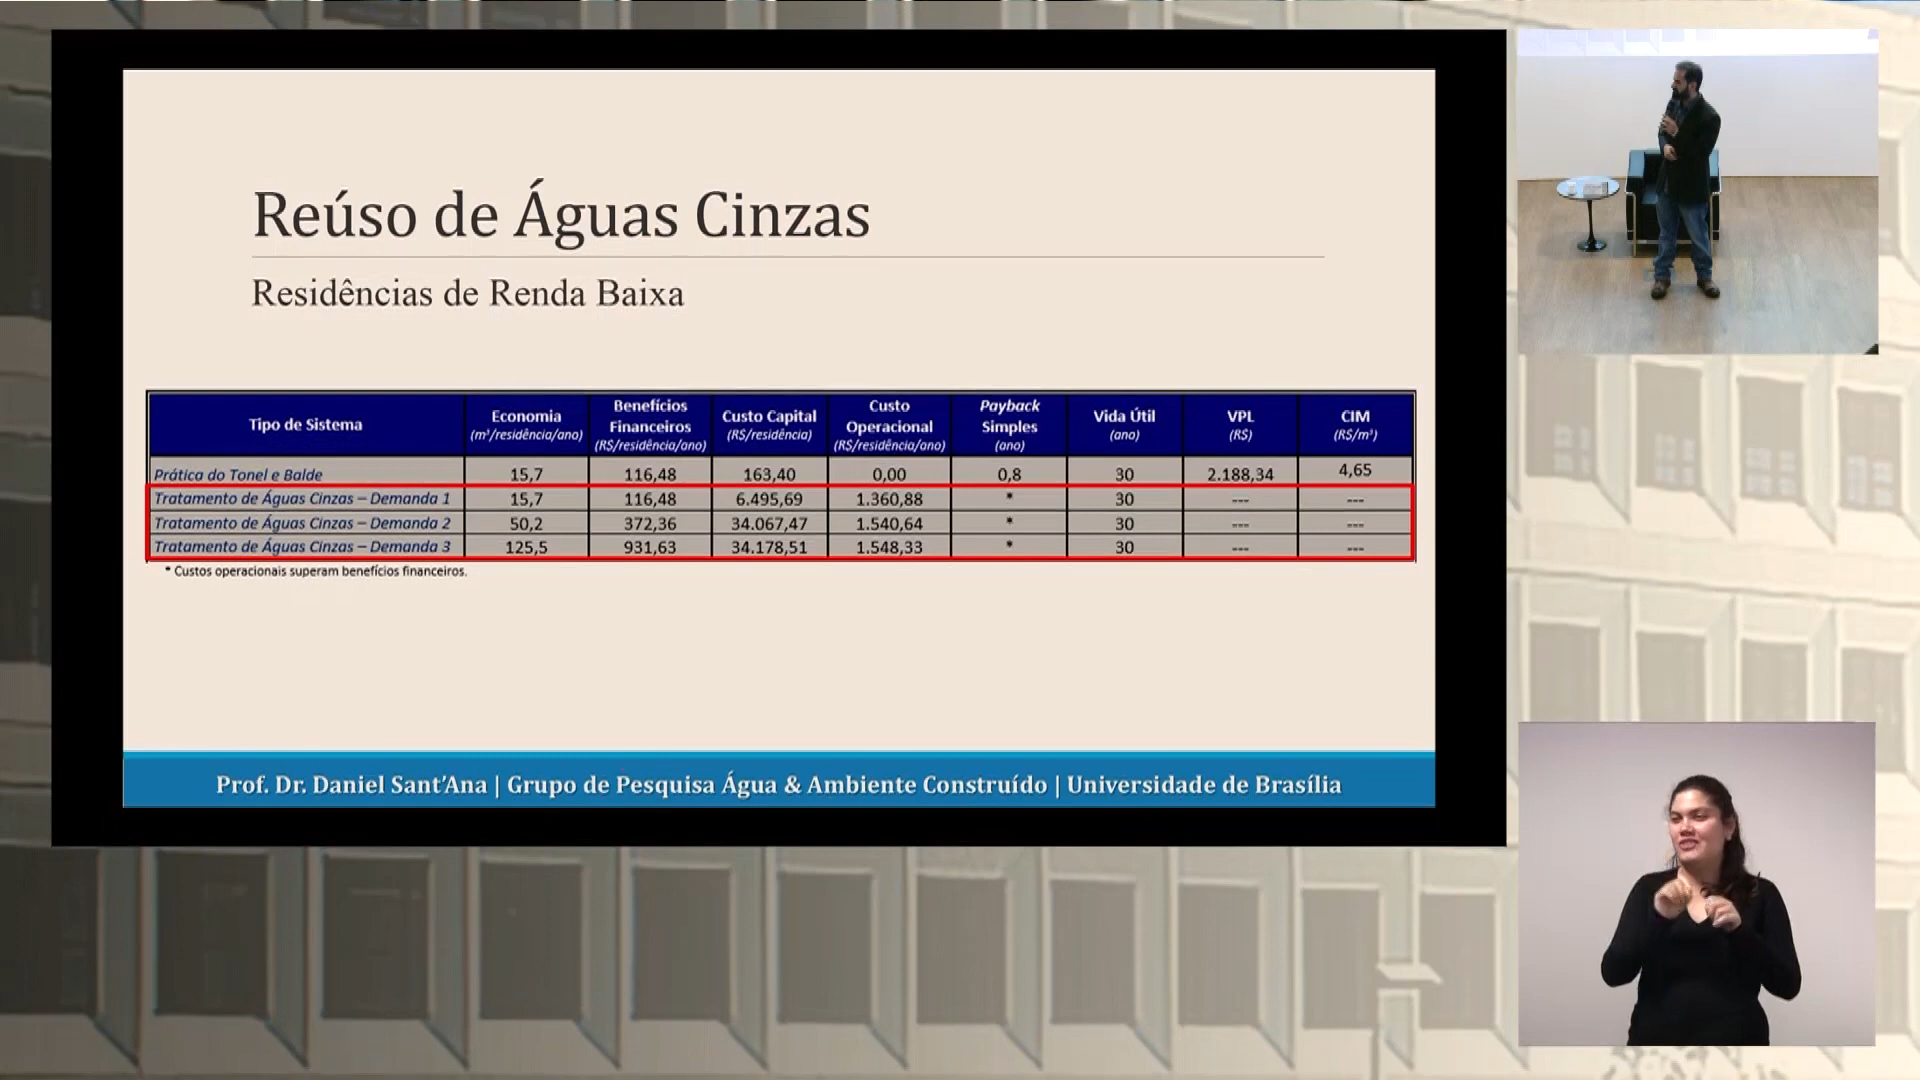 Reúso de Águas Cinzas
Residências de Renda Baixa
Tipo de Sistema Economia (m³/residência/ano) Benefícios Financeiros (R$/residência/ano) Custo Capital (R$/residência) Custo Operacional (R$/residência/ano) Payback Simples (ano) Vida Útil (ano) VPL (R$) CIM (R$/m³)
Prática do Tonel e Balde 15,7 116,48 163,40 0,00 0,8 30 2.188,34 4,65
Tratamento de Águas Cinzas – Demanda 1 15,7 116,48 6.495,69 1.360,88 * 30 --- ---
Tratamento de Águas Cinzas – Demanda 2 50,2 372,36 34.067,47 1.540,64 * 30 --- ---
Tratamento de Águas Cinzas – Demanda 3 125,5 931,63 34.178,51 1.548,33 * 30 --- ---
* Custos operacionais superam benefícios financeiros.
Prof. Dr. Daniel Sant’Ana | Grupo de Pesquisa Água & Ambiente Construído | Universidade de Brasília